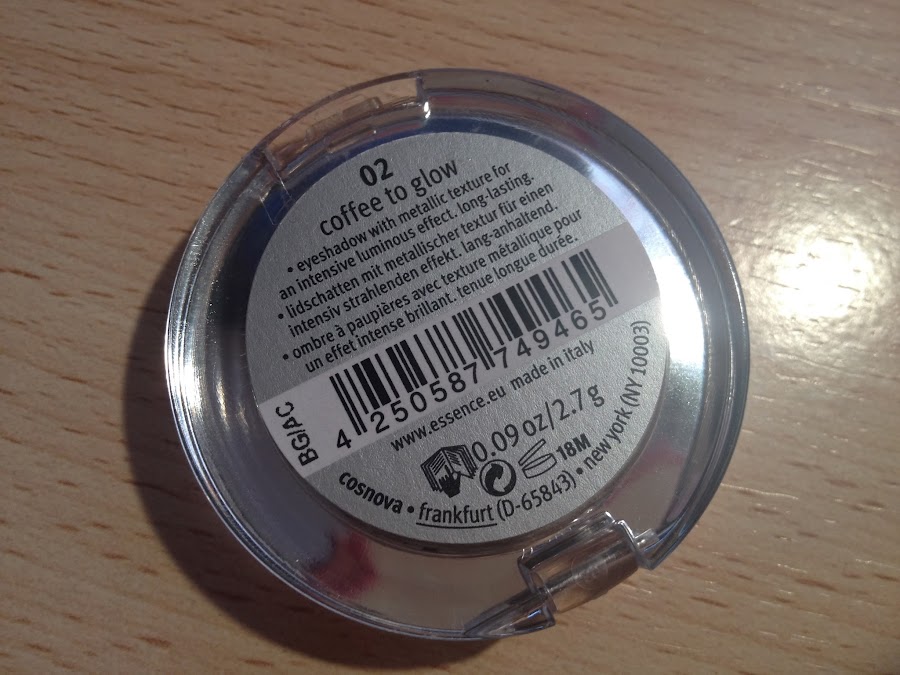 02
coffee to glow
• eyeshadow with metallic texture for
an intensive luminous effect. long-lasting.
• lidschatten mit metallischer textur für einen
intensiv strahlenden effekt. lang-anhaltend.
• ombre à paupières avec texture métallique pour
un effet intense brillant. tenue longue durée.
BG/AC
4 250587 749465
www.essence.eu made in italy
0.09 oz/2.7 g
18M
cosnova • frankfurt (D-65843) • new york (NY 10003)